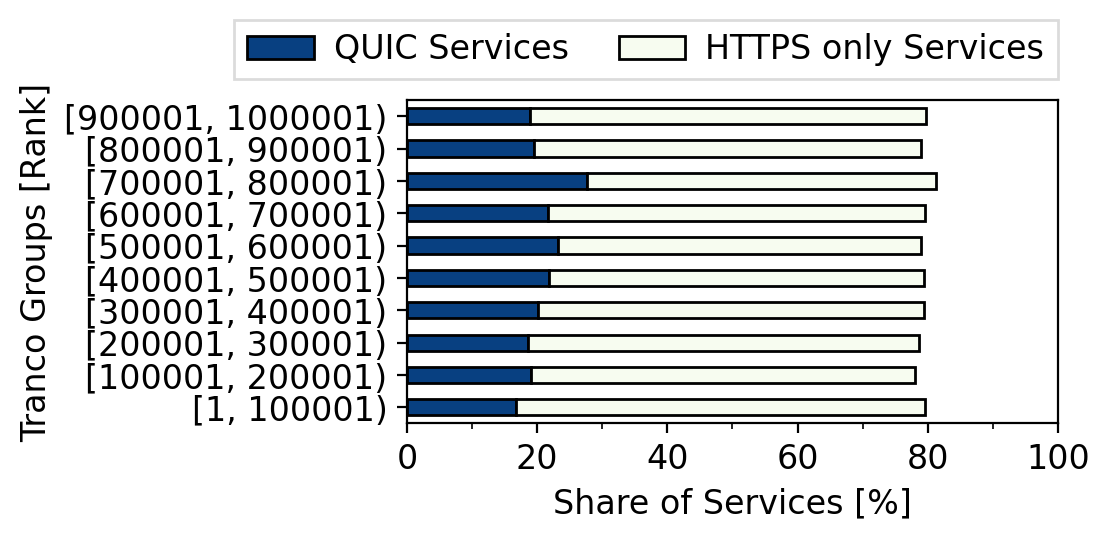 QUIC Services HTTPS only Services
Tranco Groups [Rank]
[900001, 1000001)
[800001, 900001)
[700001, 800001)
[600001, 700001)
[500001, 600001)
[400001, 500001)
[300001, 400001)
[200001, 300001)
[100001, 200001)
[1, 100001)
0 20 40 60 80 100
Share of Services [%]